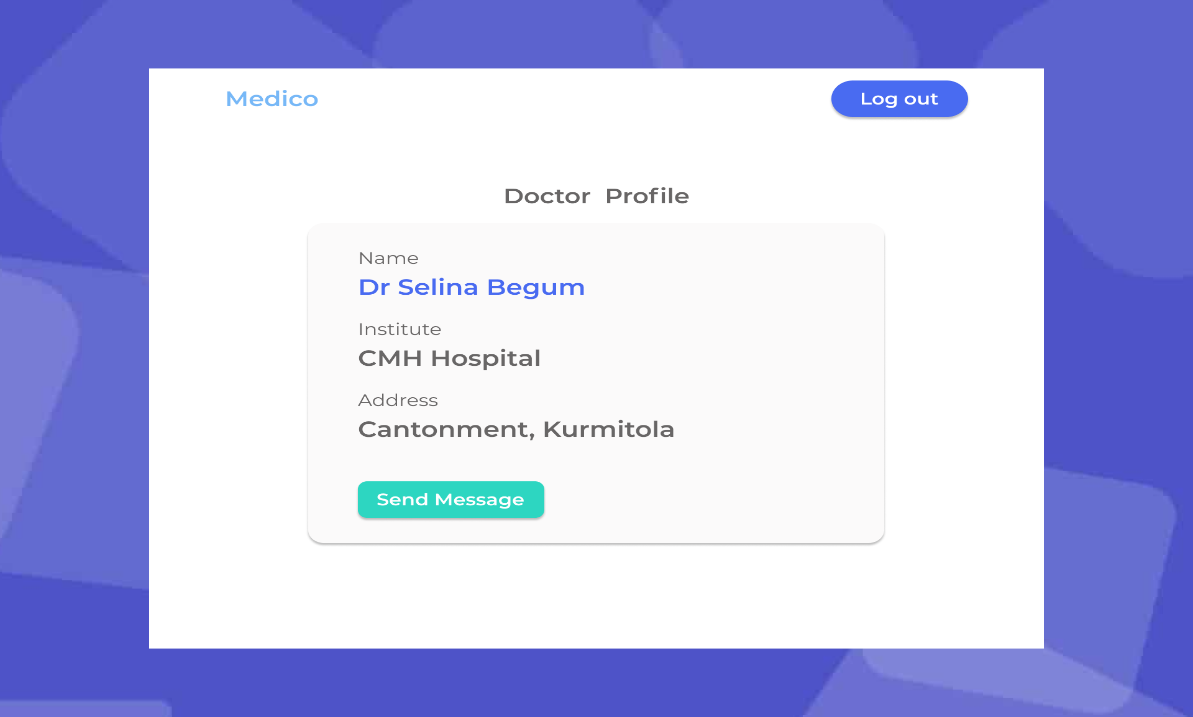 Medico
Log out
Doctor Profile
Name
Dr Selina Begum
Institute
CMH Hospital
Address
Cantonment, Kurmitola
Send Message